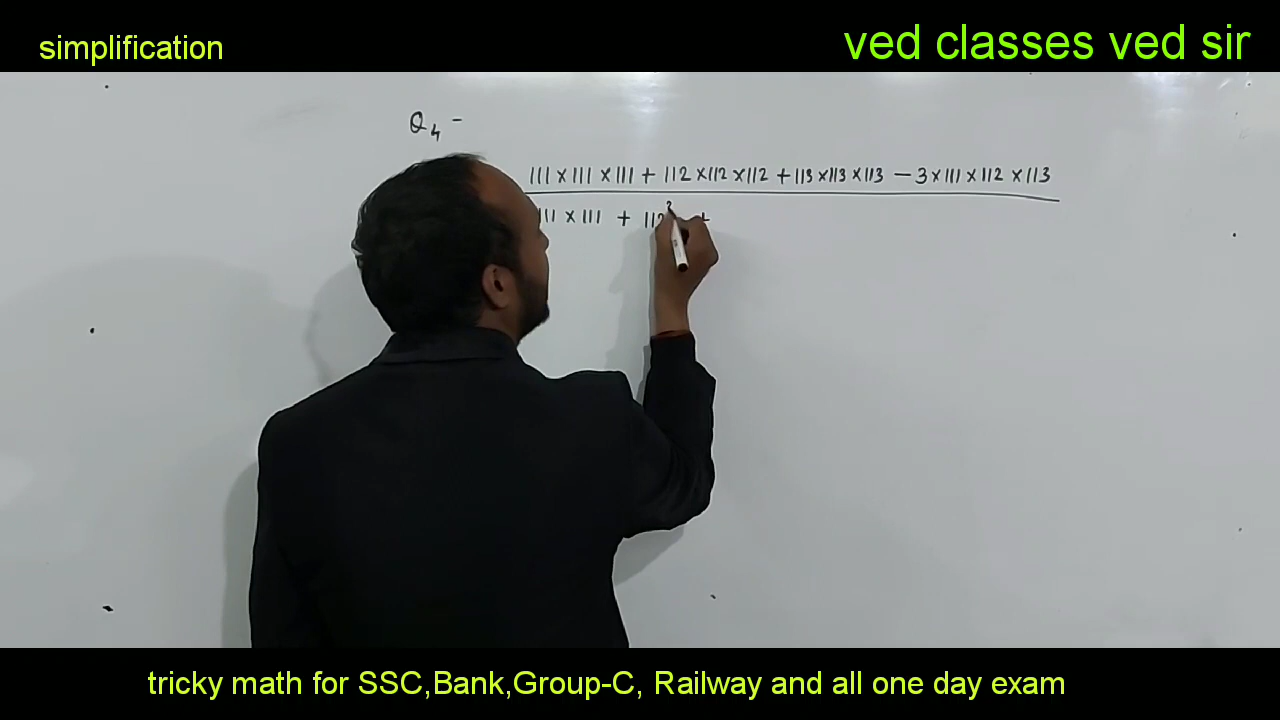 simplification
ved classes ved sir
Q4 -
111 × 111 × 111 + 112 × 112 × 112 + 113 × 113 × 113 - 3 × 111 × 112 × 113
111 × 111 + 112² +
tricky math for SSC,Bank,Group-C, Railway and all one day exam